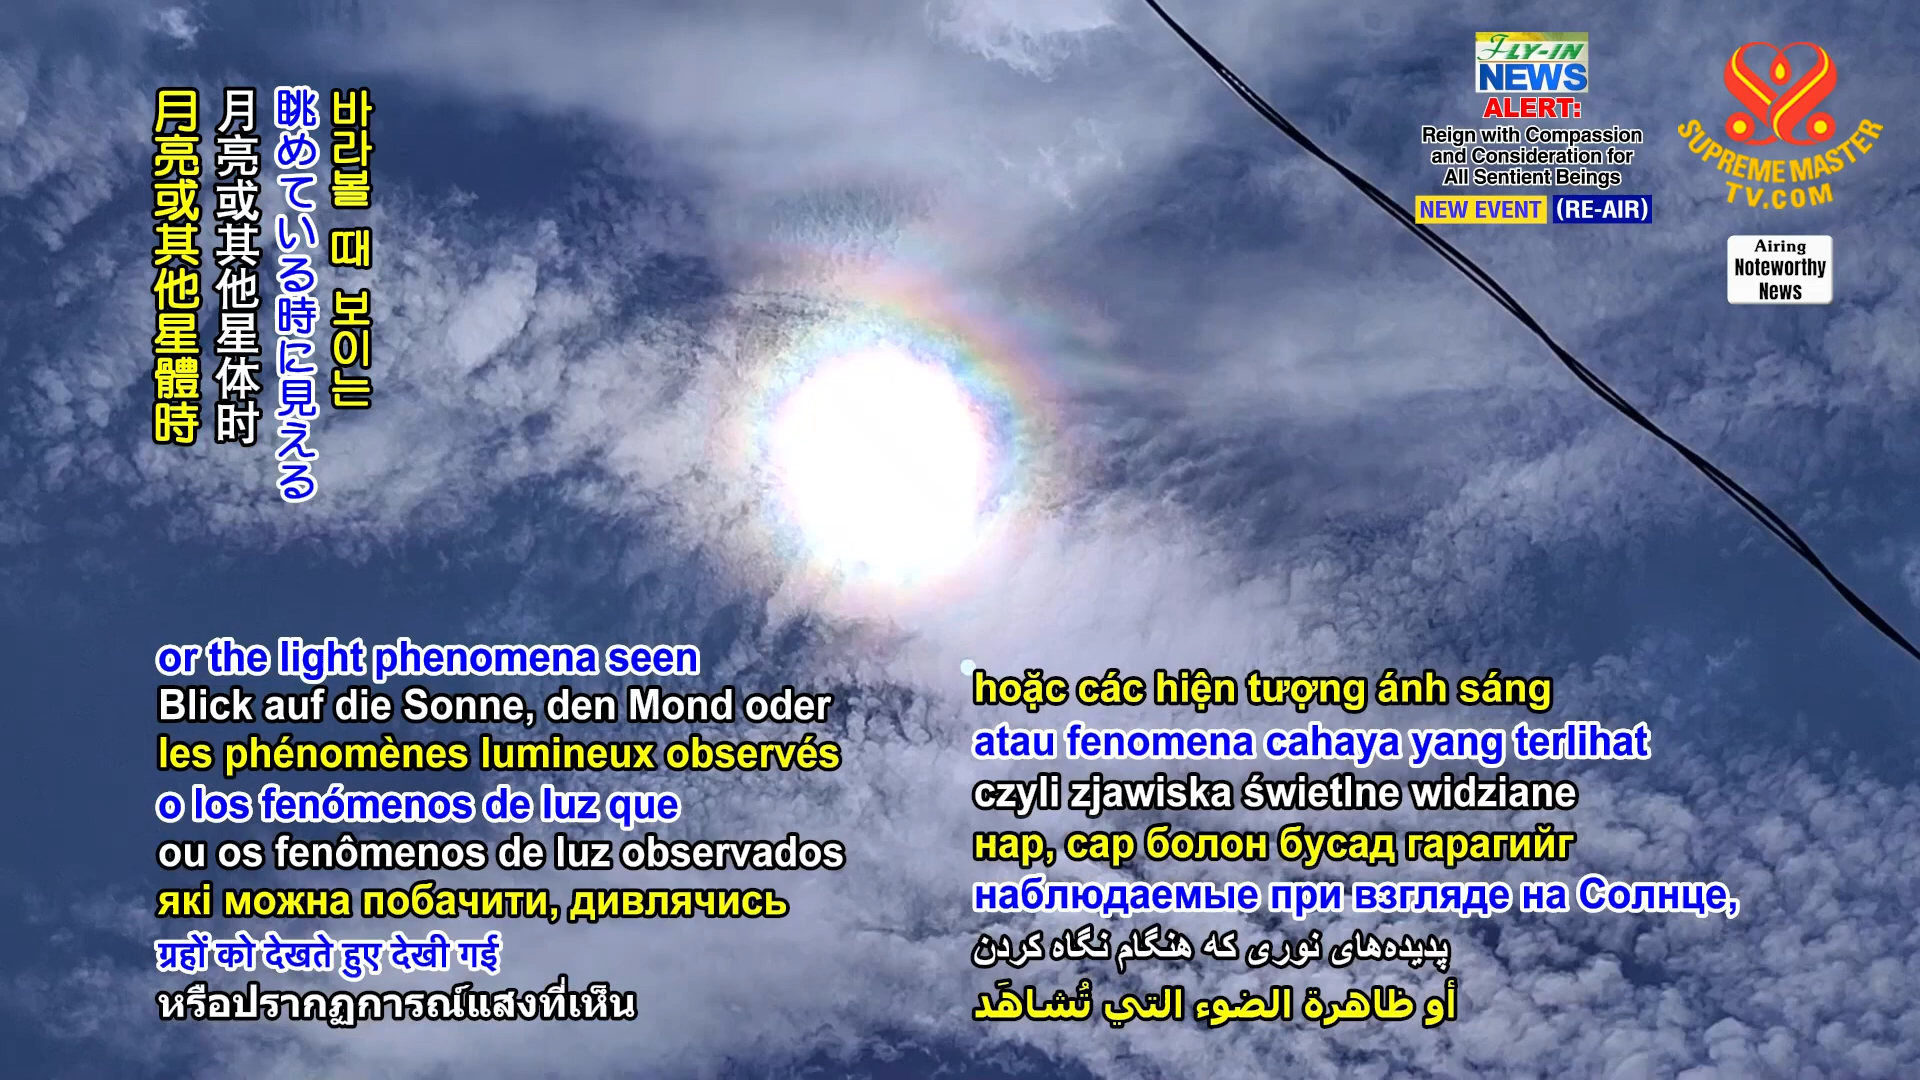 FLY-IN
NEWS
ALERT:
Reign with Compassion
and Consideration for
All Sentient Beings
NEW EVENT (RE-AIR)
SUPREME MASTER
TV.COM
Airing
Noteworthy
News
바라볼 때 보이는
眺めている時に見える
月亮或其他星体时
月亮或其他星體時
or the light phenomena seen
Blick auf die Sonne, den Mond oder
les phénomènes lumineux observés
o los fenómenos de luz que
ou os fenômenos de luz observados
які можна побачити, дивлячись
ग्रहों को देखते हुए देखी गई
หรือปรากฏการณ์แสงที่เห็น
hoặc các hiện tượng ánh sáng
atau fenomena cahaya yang terlihat
czyli zjawiska świetlne widziane
нар, сар болон бусад гарагийг
наблюдаемые при взгляде на Солнце,
پدیده‌های نوری که هنگام نگاه کردن
أو ظاهرة الضوء التي تُشاهَد